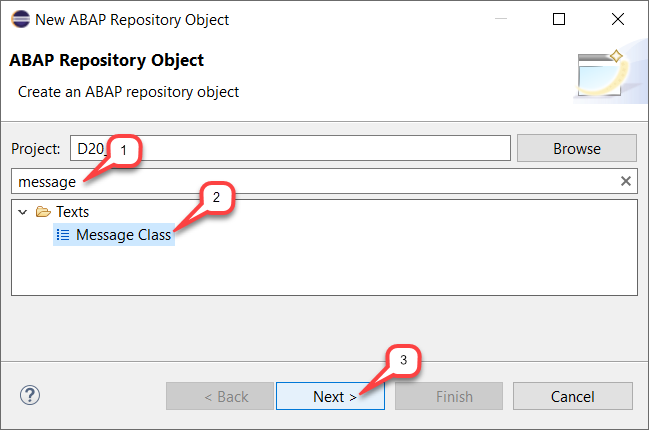 New ABAP Repository Object
ABAP Repository Object
Create an ABAP repository object
Project: D20_ Browse
1
message
2
Texts
Message Class
3
? < Back Next > Finish Cancel